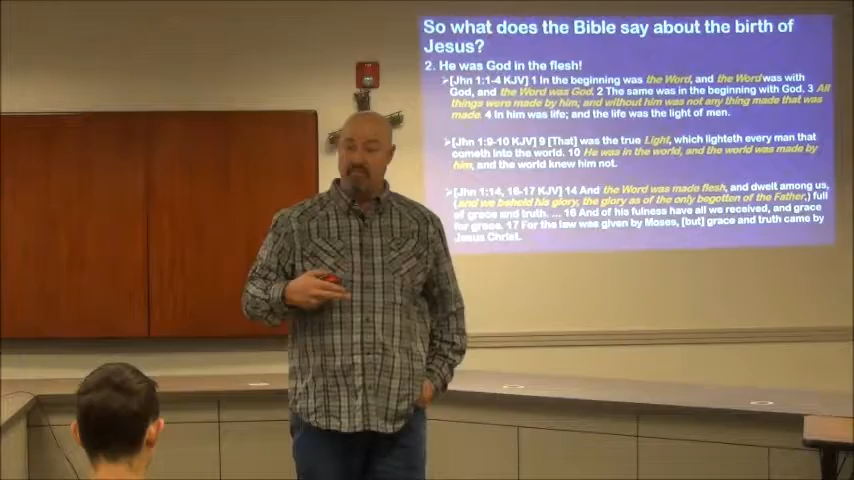 So what does the Bible say about the birth of
Jesus?
2. He was God in the flesh!
➢[Jhn 1:1-4 KJV] 1 In the beginning was the Word, and the Word was with
God, and the Word was God. 2 The same was in the beginning with God. 3 All
things were made by him; and without him was not any thing made that was
made. 4 In him was life; and the life was the light of men.
➢[Jhn 1:9-10 KJV] 9 [That] was the true Light, which lighteth every man that
cometh into the world. 10 He was in the world, and the world was made by
him, and the world knew him not.
➢[Jhn 1:14, 16-17 KJV] 14 And the Word was made flesh, and dwelt among us,
(and we beheld his glory, the glory as of the only begotten of the Father,) full
of grace and truth. ... 16 And of his fulness have all we received, and grace
for grace. 17 For the law was given by Moses, [but] grace and truth came by
Jesus Christ.